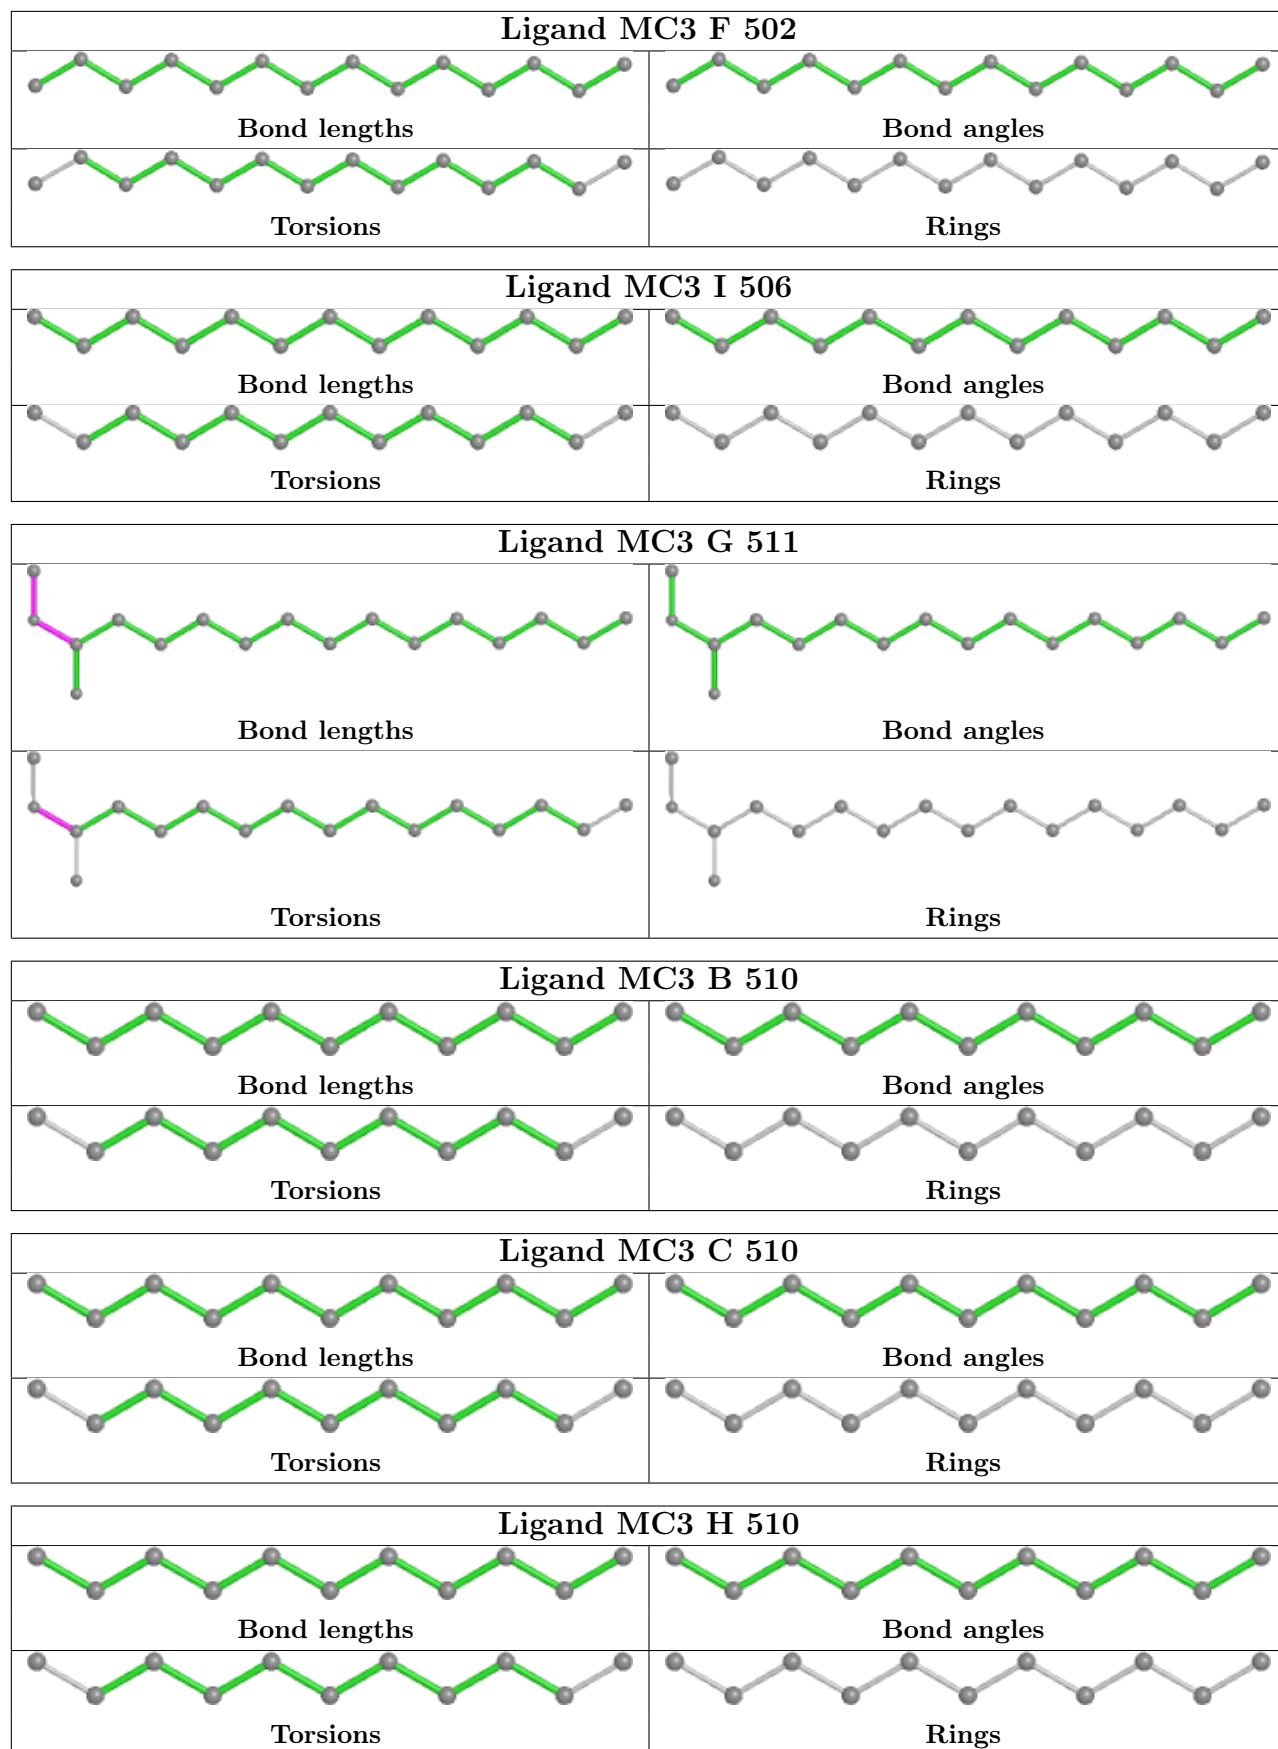 Ligand MC3 F 502
Bond lengths Bond angles
Torsions Rings
Ligand MC3 I 506
Bond lengths Bond angles
Torsions Rings
Ligand MC3 G 511
Bond lengths Bond angles
Torsions Rings
Ligand MC3 B 510
Bond lengths Bond angles
Torsions Rings
Ligand MC3 C 510
Bond lengths Bond angles
Torsions Rings
Ligand MC3 H 510
Bond lengths Bond angles
Torsions Rings